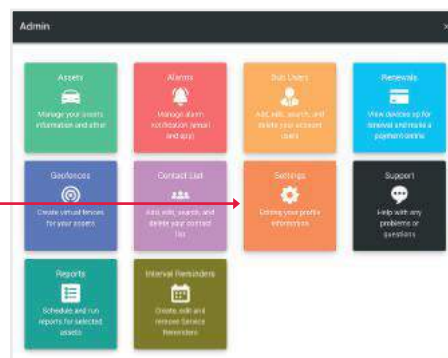 Admin
Assets
Manage your assets
information and other
Alarms
Manage alarm
notification (email
and app)
Sub Users
Add, edit, search, and
delete your account
users
Renewals
View devices up for
renewal and make a
payment online
Geofences
Create virtual fences
for your assets
Contact List
Add, edit, search, and
delete your contact
list
Settings
Editing your profile
information
Support
Help with any
problems or
questions
Reports
Schedule and run
reports for selected
assets
Interval Reminders
Create, edit and
remove Service
Reminders